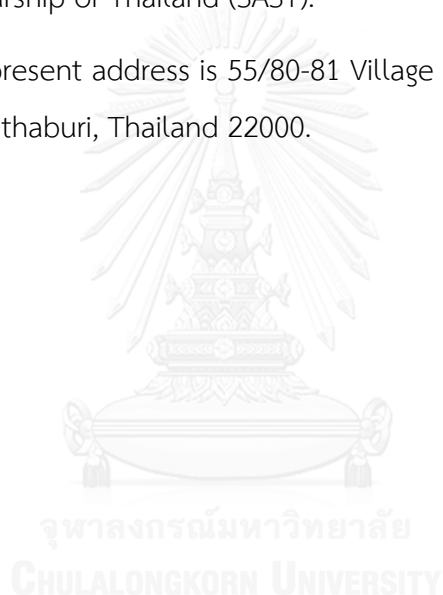 rship of Thailand (SAST).
present address is 55/80-81 Village
thaburi, Thailand 22000.
จุฬาลงกรณ์มหาวิทยาลัย
CHULALONGKORN UNIVERSITY